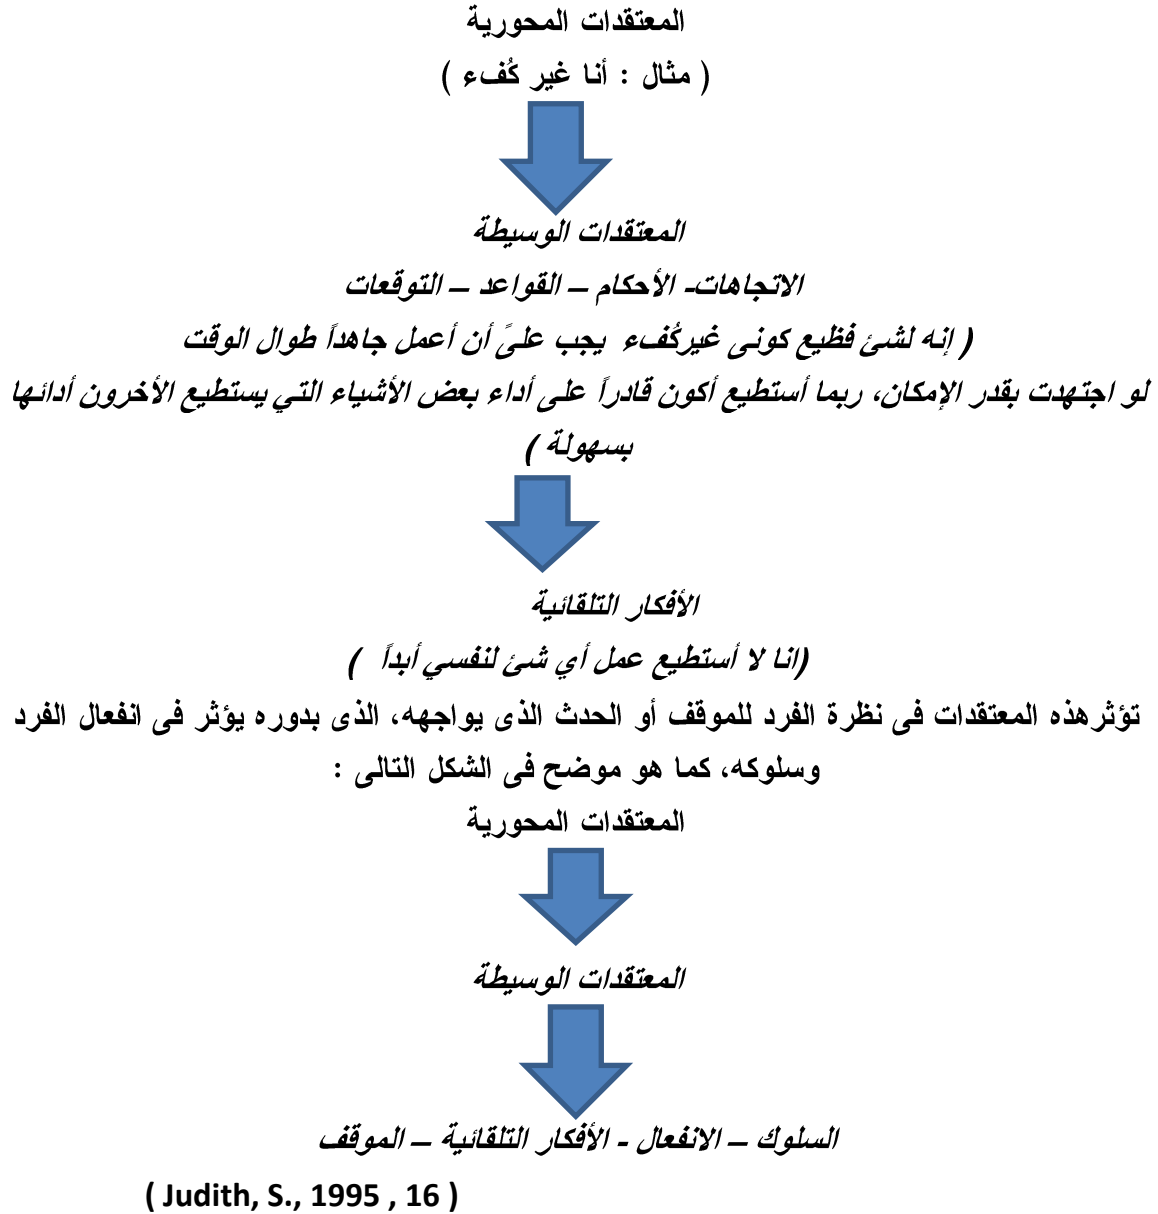 المعتقدات المحورية
( مثال : أنا غير كُفء )
المعتقدات الوسيطة
الاتجاهات- الأحكام – القواعد – التوقعات
( إنه لشئ فظيع كونى غيركُفء يجب علىَ أن أعمل جاهداً طوال الوقت
لو اجتهدت بقدر الإمكان، ربما أستطيع أكون قادراً على أداء بعض الأشياء التي يستطيع الأخرون أدائها
بسهولة )
الأفكار التلقائية
(انا لا أستطيع عمل أي شئ لنفسي أبداً )
تؤثرهذه المعتقدات فى نظرة الفرد للموقف أو الحدث الذى يواجهه، الذى بدوره يؤثر فى انفعال الفرد
وسلوكه، كما هو موضح فى الشكل التالى :
المعتقدات المحورية
المعتقدات الوسيطة
السلوك – الانفعال - الأفكار التلقائية – الموقف
( Judith, S., 1995 , 16 )